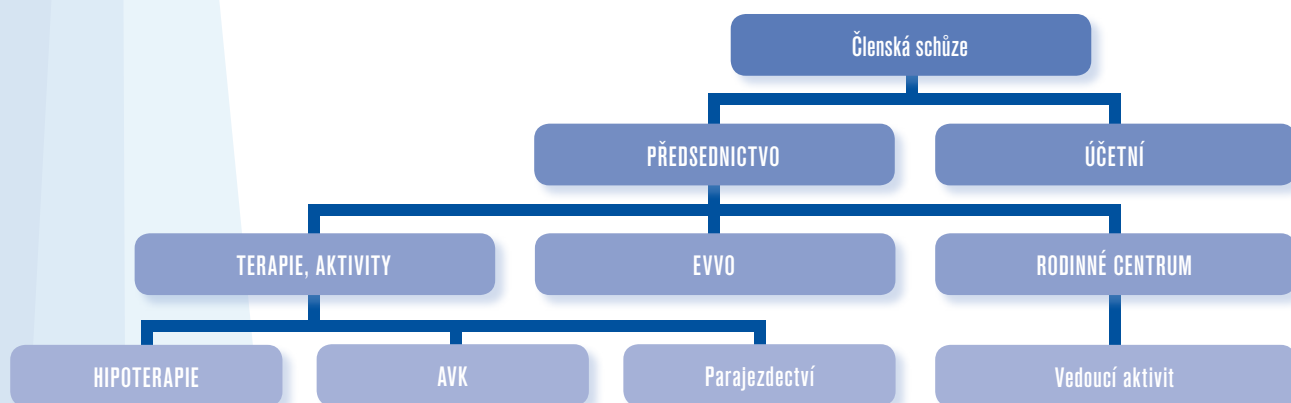 Členská schůze
PŘEDSEDNICTVO
ÚČETNÍ
TERAPIE, AKTIVITY
EVVO
RODINNÉ CENTRUM
HIPOTERAPIE
AVK
Parajezdectví
Vedoucí aktivit